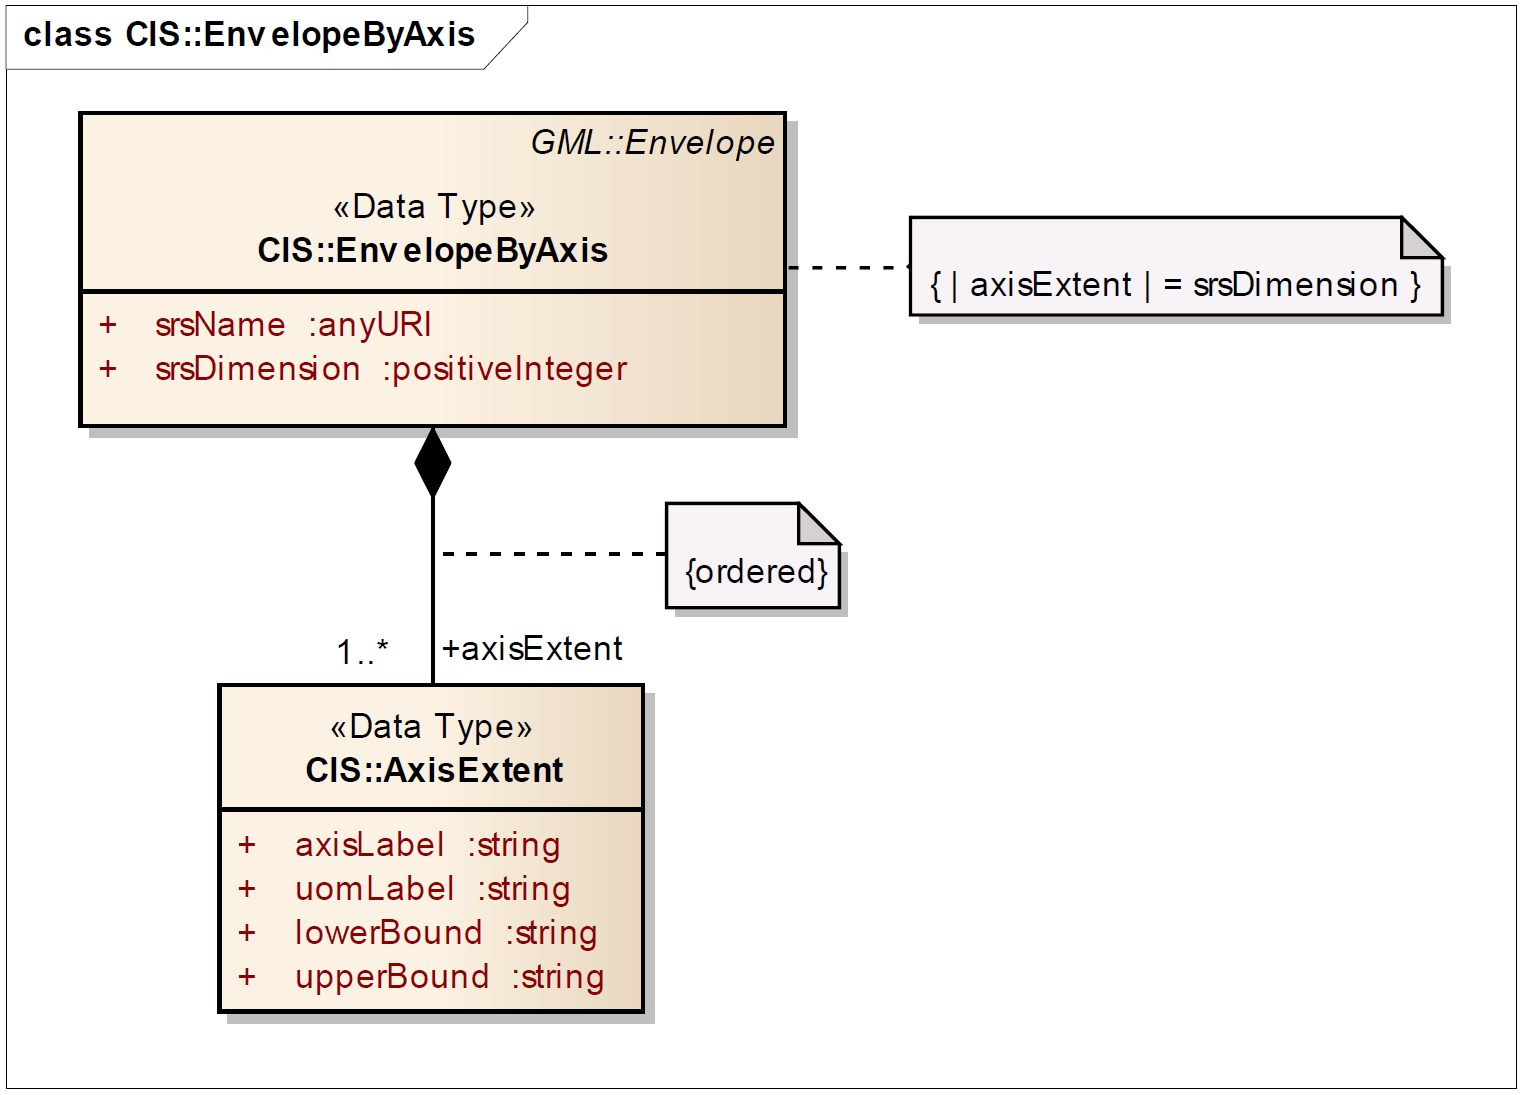 class CIS::EnvelopeByAxis
GML::Envelope
«Data Type»
CIS::EnvelopeByAxis
+ srsName :anyURI
+ srsDimension :positiveInteger
{ | axisExtent | = srsDimension }
{ordered}
1..* +axisExtent
«Data Type»
CIS::AxisExtent
+ axisLabel :string
+ uomLabel :string
+ lowerBound :string
+ upperBound :string